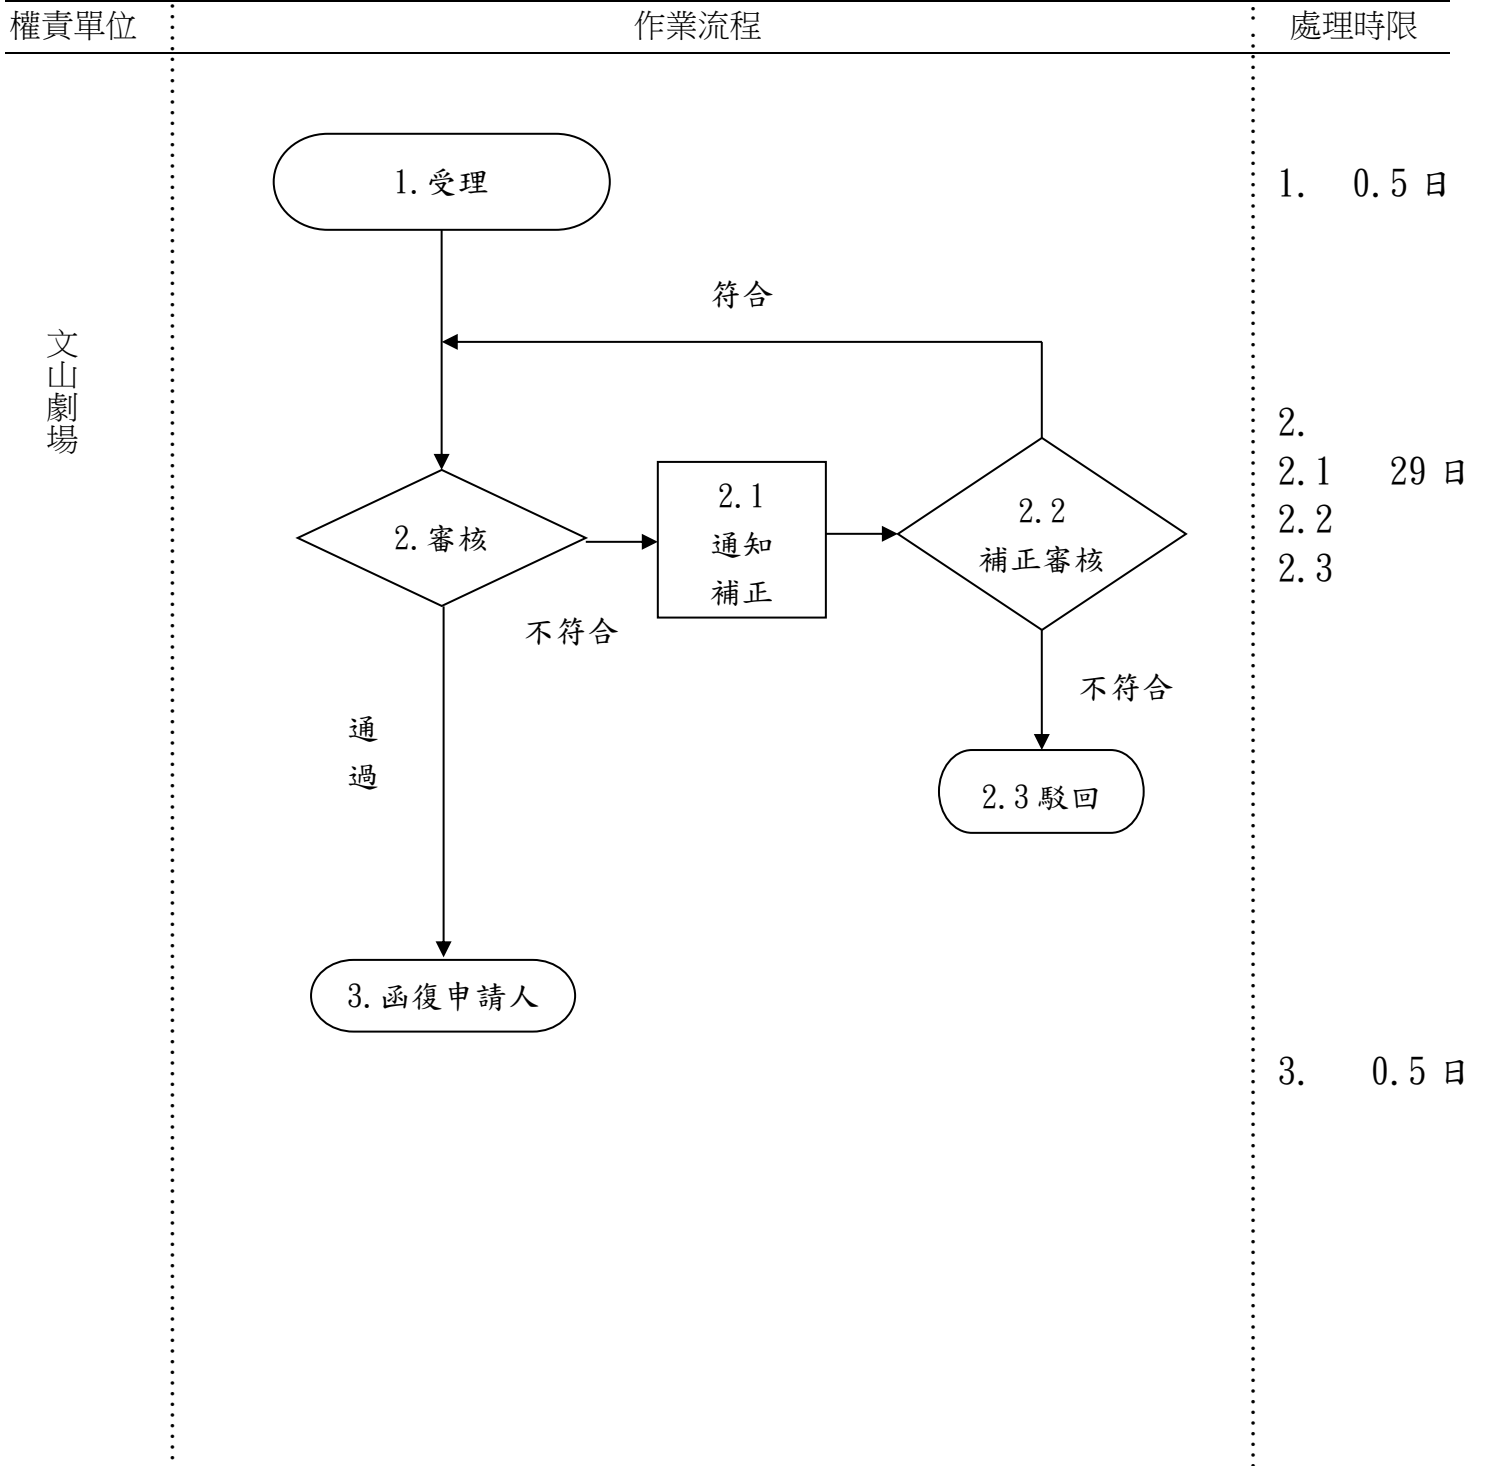 權責單位
作業流程
處理時限
文山劇場
1.受理
1. 0.5日
符合
2.審核
2.1
通知
補正
2.2
補正審核
2.
2.1 29日
2.2
2.3
不符合
不符合
通
過
2.3駁回
3.函復申請人
3. 0.5日